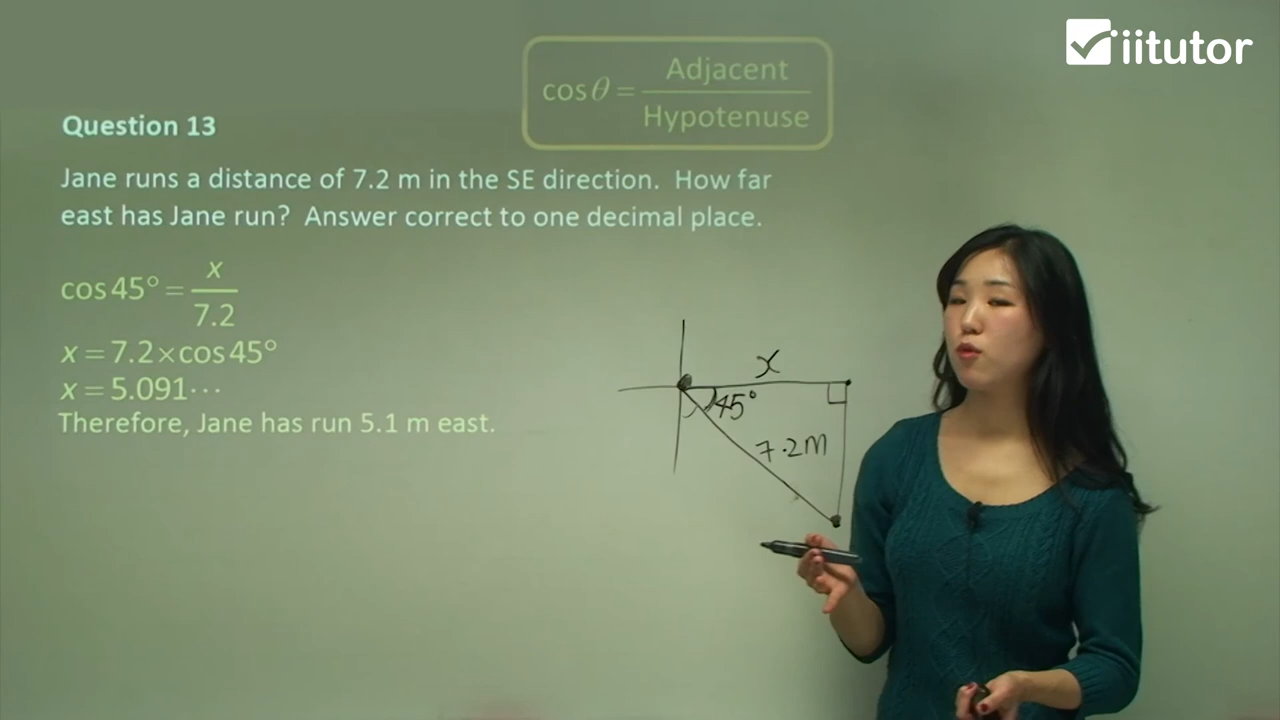 iitutor
cos θ = Adjacent / Hypotenuse
Question 13
Jane runs a distance of 7.2 m in the SE direction. How far
east has Jane run? Answer correct to one decimal place.
cos 45° = x / 7.2
x = 7.2 × cos 45°
x = 5.091⋯
Therefore, Jane has run 5.1 m east.
x
45°
7.2m